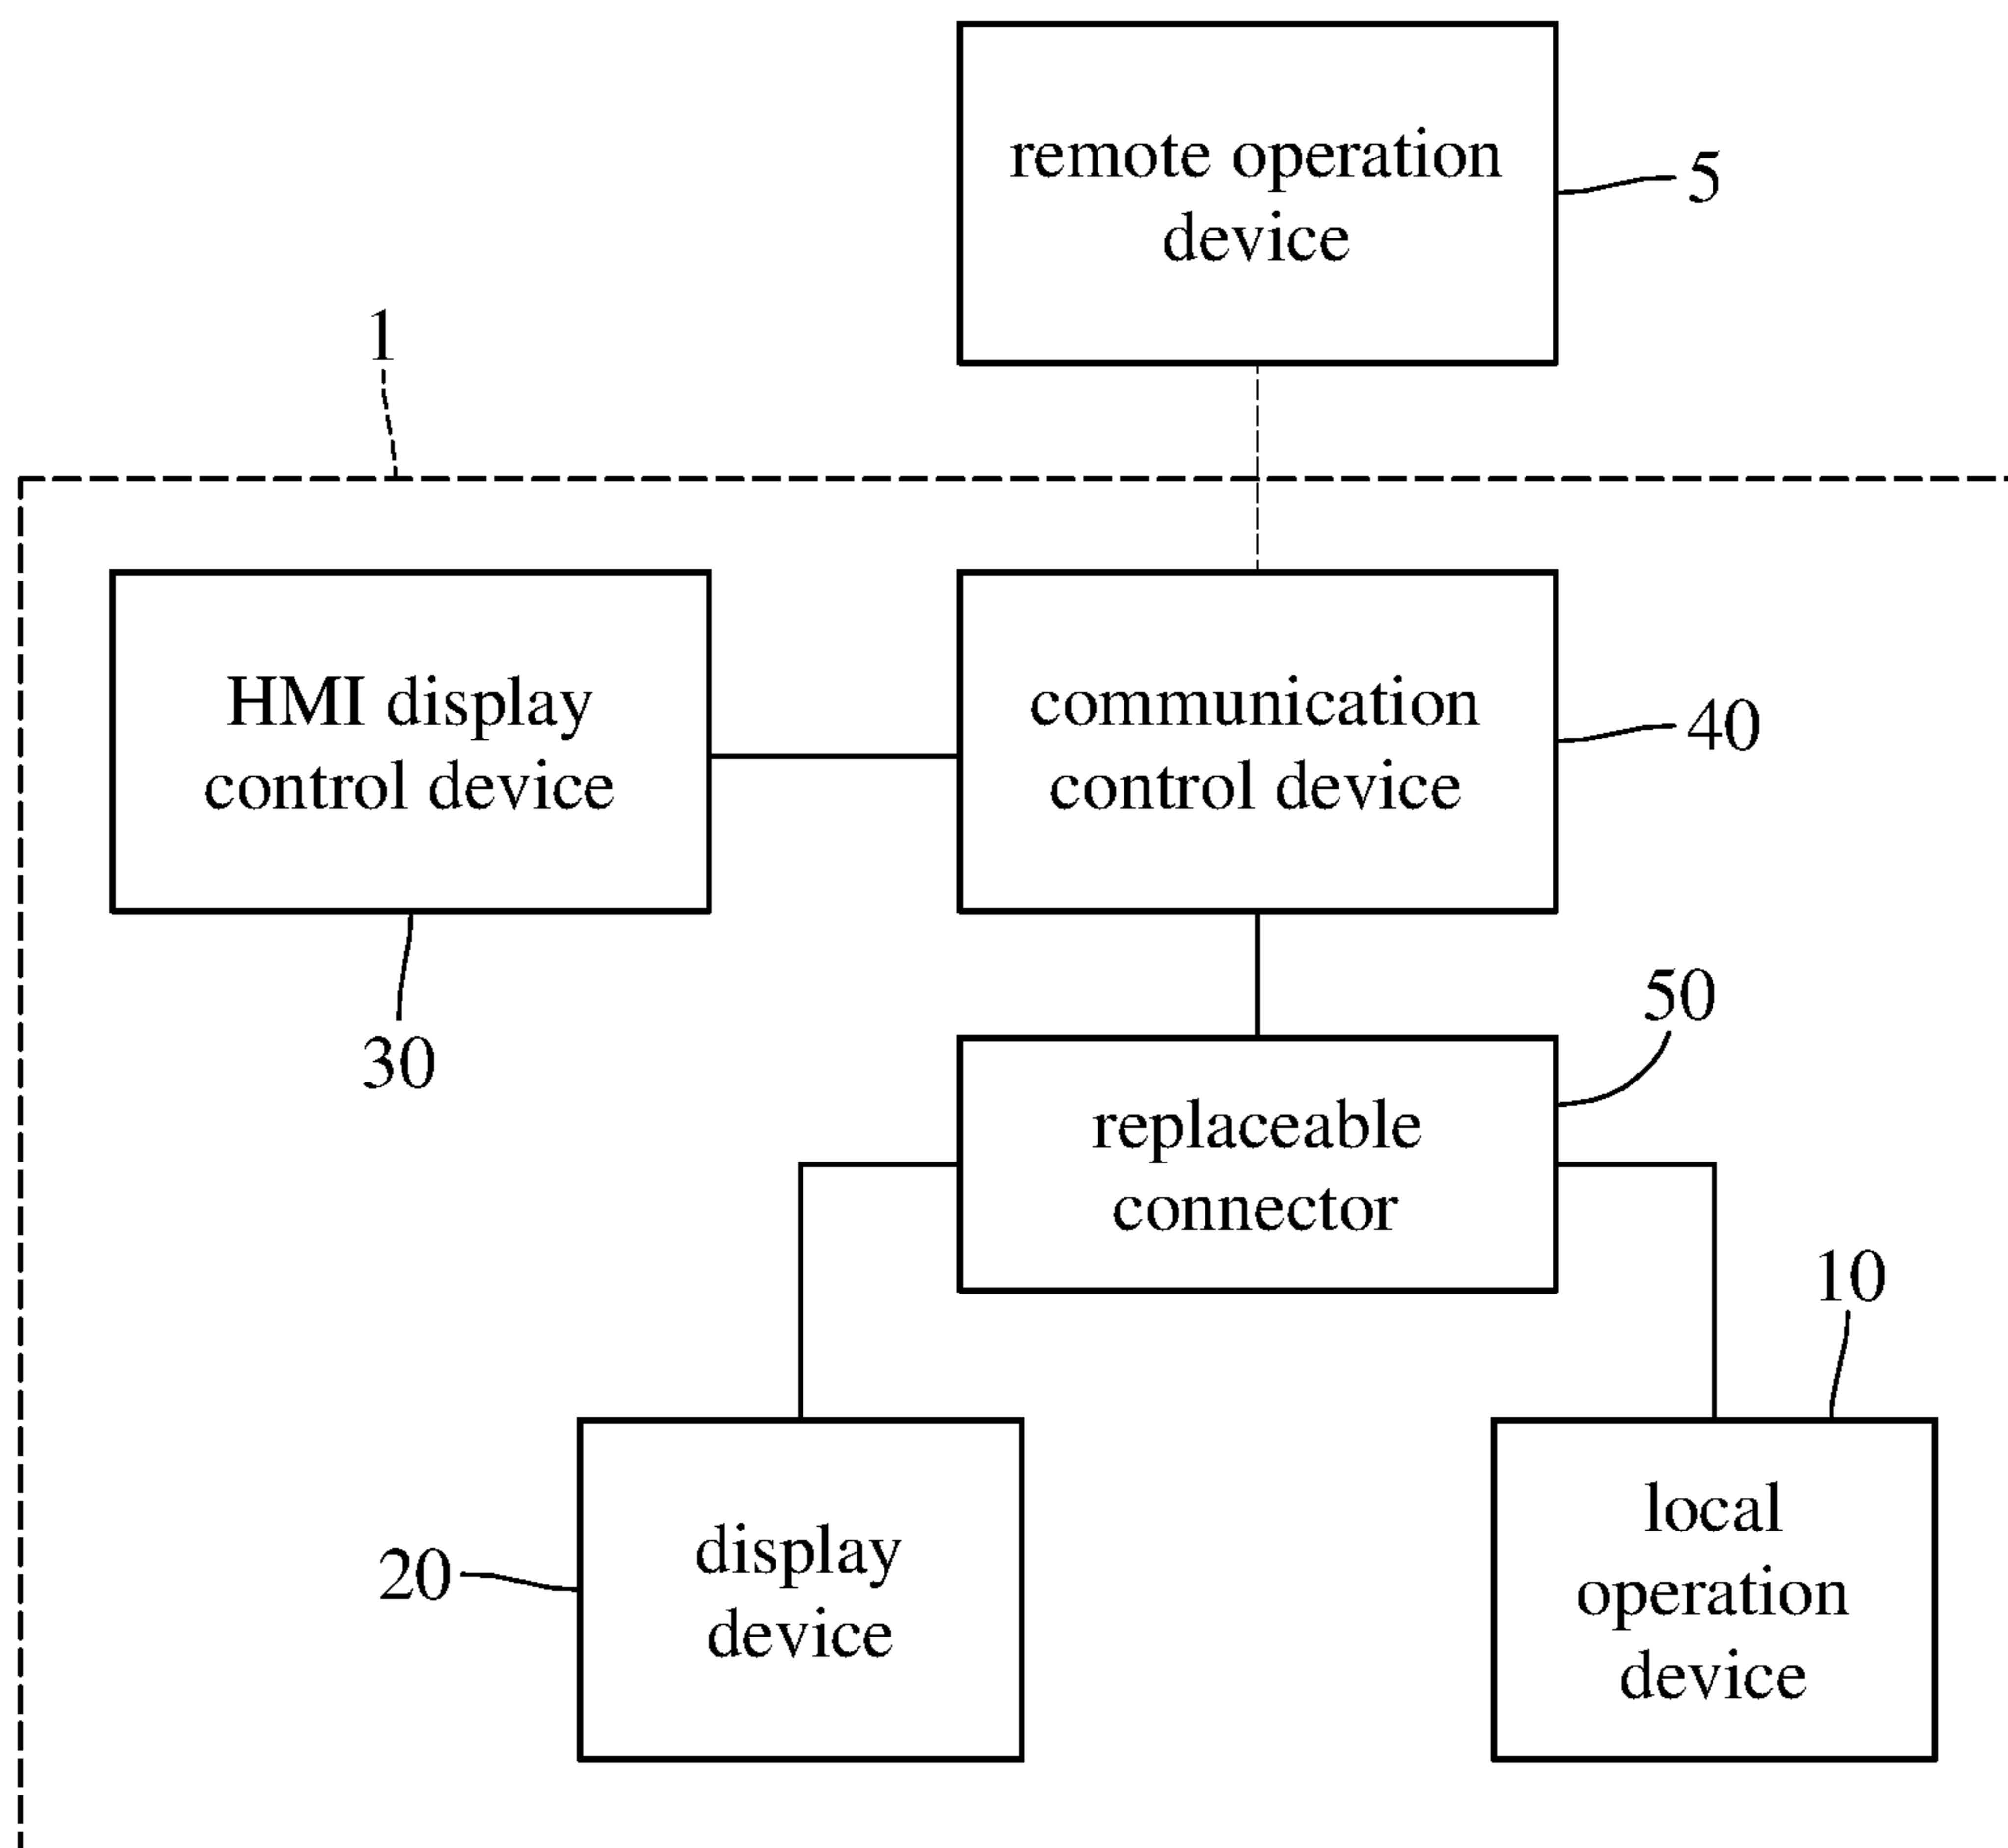 remote operation
device
5
1
HMI display
control device
communication
control device
40
30
50
replaceable
connector
10
20
display
device
local
operation
device